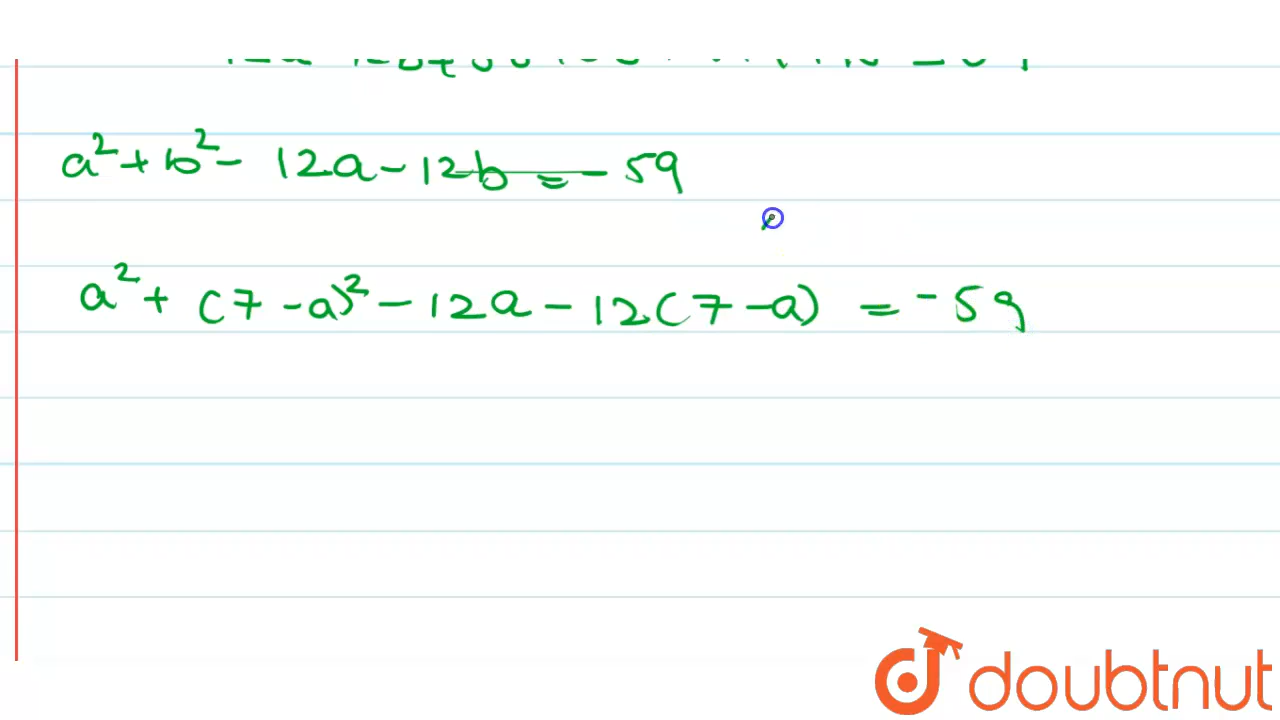 a² + b² - 12a - 12b = - 59
a² + (7 - a)² - 12a - 12(7 - a) = - 59
doubtnut